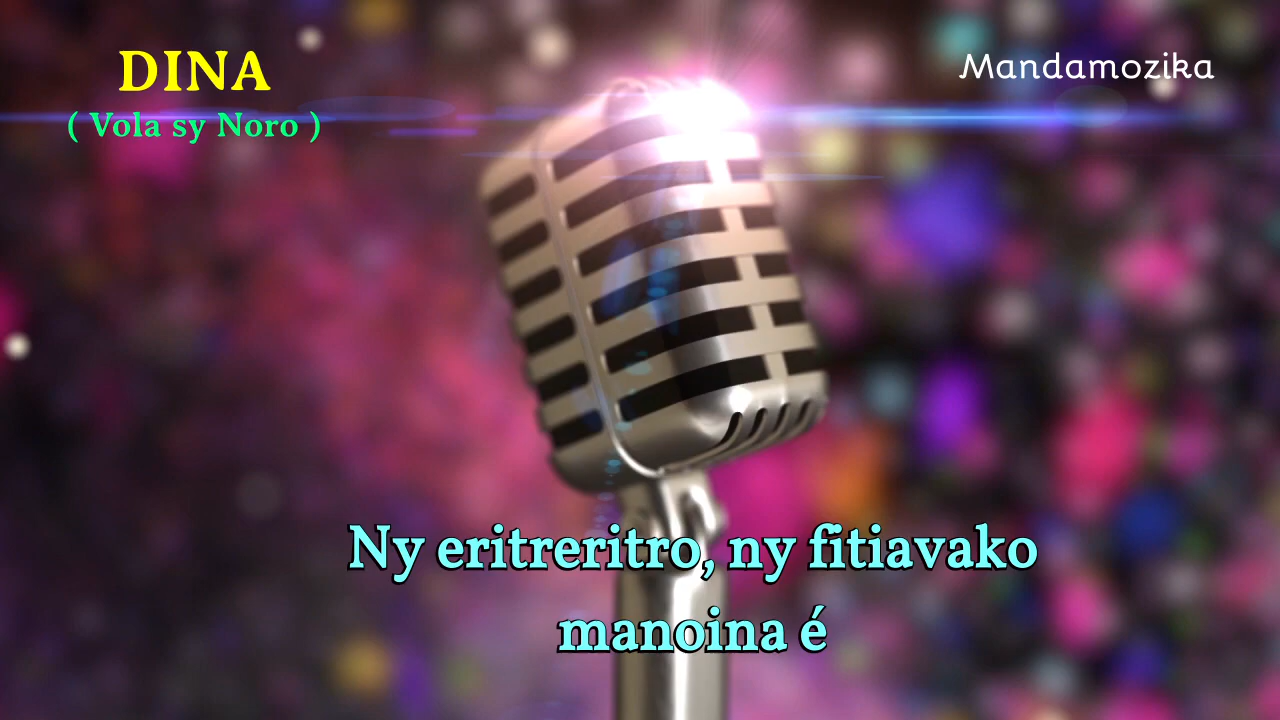 DINA
( Vola sy Noro )
Mandamozika
Ny eritreritro, ny fitiavako
manoina é